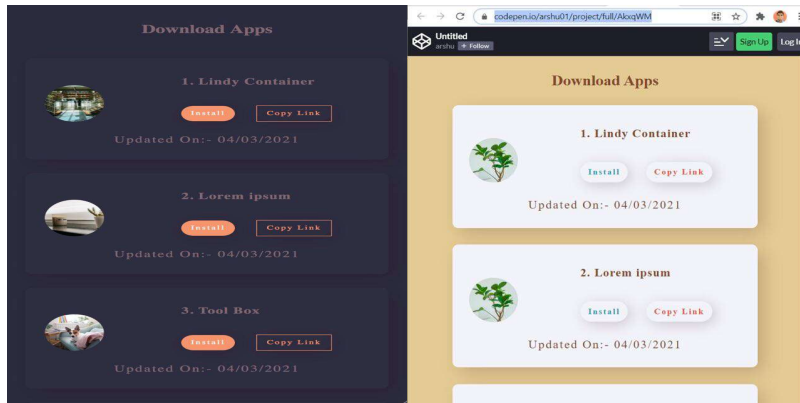 Download Apps
1. Lindy Container
Install Copy Link
Updated On:- 04/03/2021
2. Lorem ipsum
Install Copy Link
Updated On:- 04/03/2021
3. Tool Box
Install Copy Link
Updated On:- 04/03/2021
codepen.io/arshu01/project/full/AkxqWM
Untitled
arshu + Follow
Sign Up Log In
Download Apps
1. Lindy Container
Install Copy Link
Updated On:- 04/03/2021
2. Lorem ipsum
Install Copy Link
Updated On:- 04/03/2021